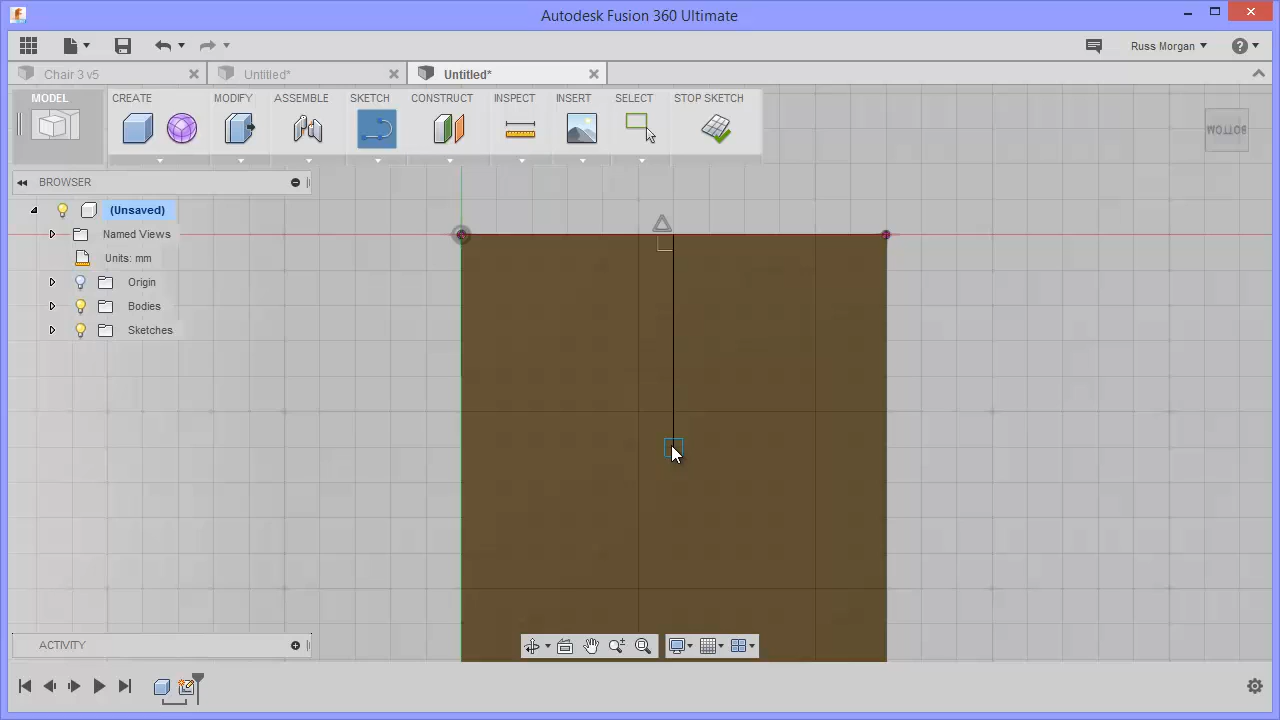 Autodesk Fusion 360 Ultimate
Russ Morgan
Chair 3 v5
Untitled*
Untitled*
MODEL
CREATE
MODIFY
ASSEMBLE
SKETCH
CONSTRUCT
INSPECT
INSERT
SELECT
STOP SKETCH
BOTTOM
BROWSER
(Unsaved)
Named Views
Units: mm
Origin
Bodies
Sketches
ACTIVITY